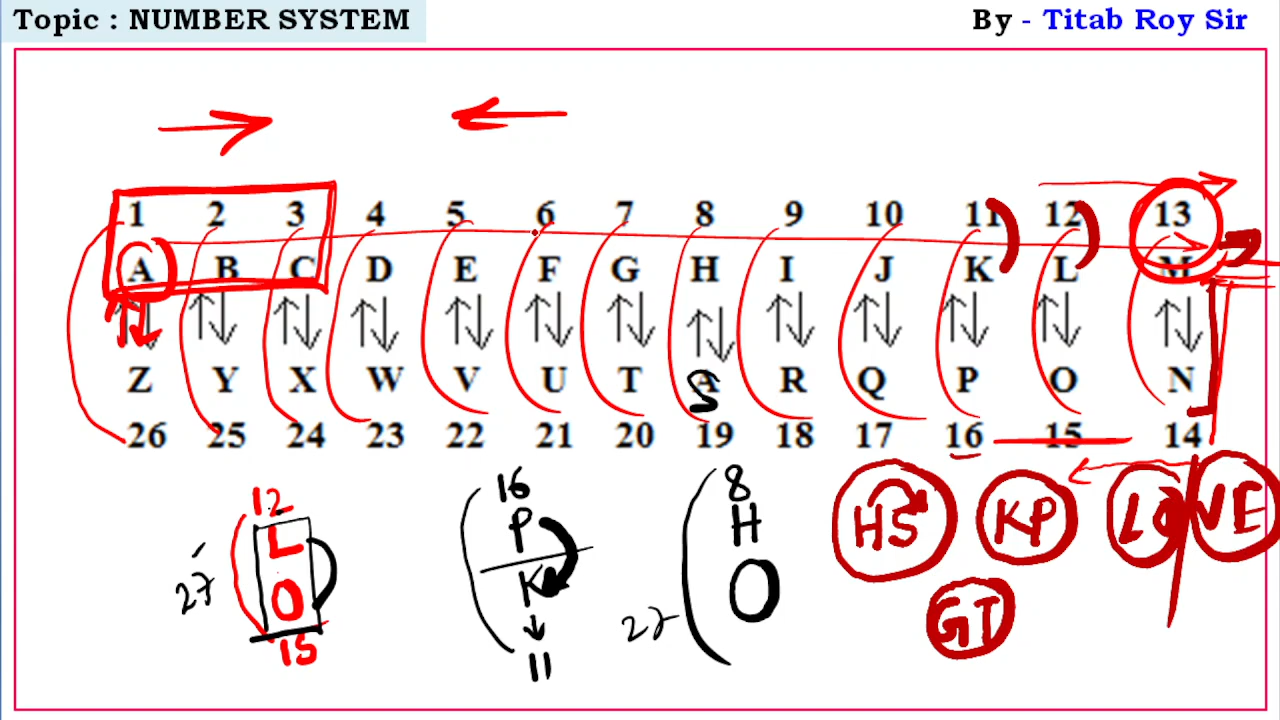 Topic : NUMBER SYSTEM
By - Titab Roy Sir
1 2 3 4 5 6 7 8 9 10 11 12 13
A B C D E F G H I J K L M
Z Y X W V U T S R Q P O N
26 25 24 23 22 21 20 19 18 17 16 15 14
12 16 8
L P H HS KP LO VE
27 O K 27 O GT
15 11